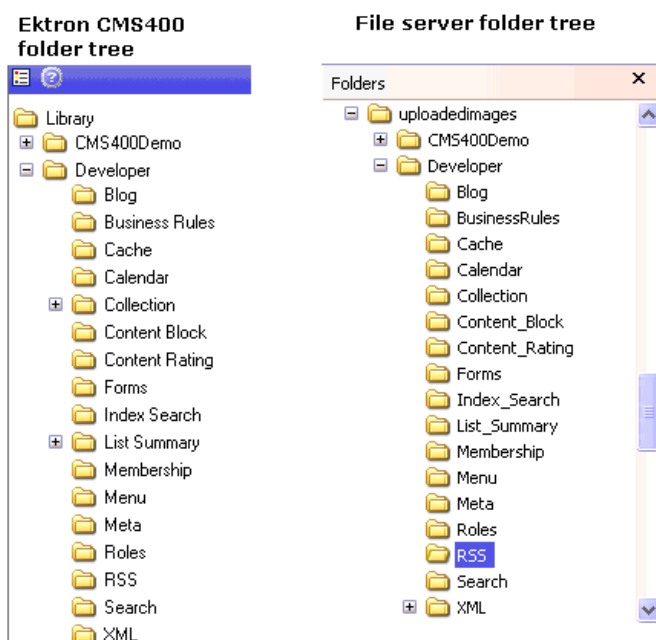 Ektron CMS400
folder tree
Library
CMS400Demo
Developer
Blog
Business Rules
Cache
Calendar
Collection
Content Block
Content Rating
Forms
Index Search
List Summary
Membership
Menu
Meta
Roles
RSS
Search
XML
File server folder tree
Folders
uploadedimages
CMS400Demo
Developer
Blog
BusinessRules
Cache
Calendar
Collection
Content_Block
Content_Rating
Forms
Index_Search
List_Summary
Membership
Menu
Meta
Roles
RSS
Search
XML